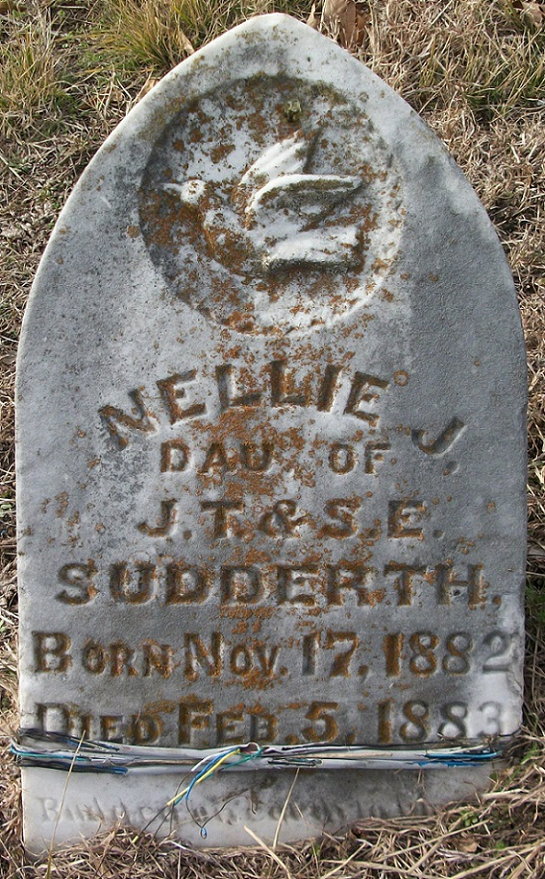 NELLIE J.
DAU. OF
J.T. & S.E.
SUDDERTH.
BORN NOV. 17, 1882
DIED FEB. 5, 1883